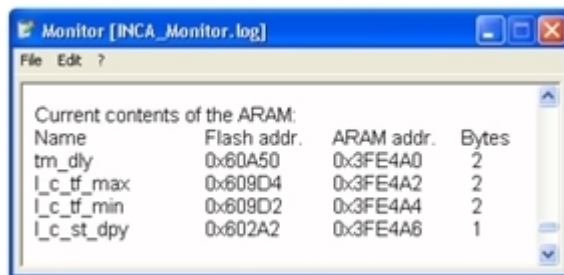 Monitor [INCA_Monitor.log]
File Edit ?
Current contents of the ARAM:
Name Flash addr. ARAM addr. Bytes
tm_dly 0x60A50 0x3FE4A0 2
l_c_tf_max 0x609D4 0x3FE4A2 2
l_c_tf_min 0x609D2 0x3FE4A4 2
l_c_st_dpy 0x602A2 0x3FE4A6 1